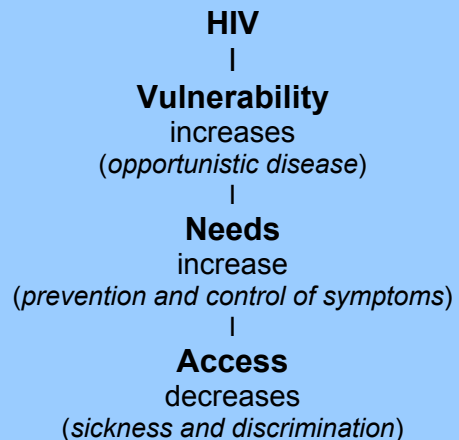 HIV
Vulnerability
increases
(opportunistic disease)
Needs
increase
(prevention and control of symptoms)
Access
decreases
(sickness and discrimination)